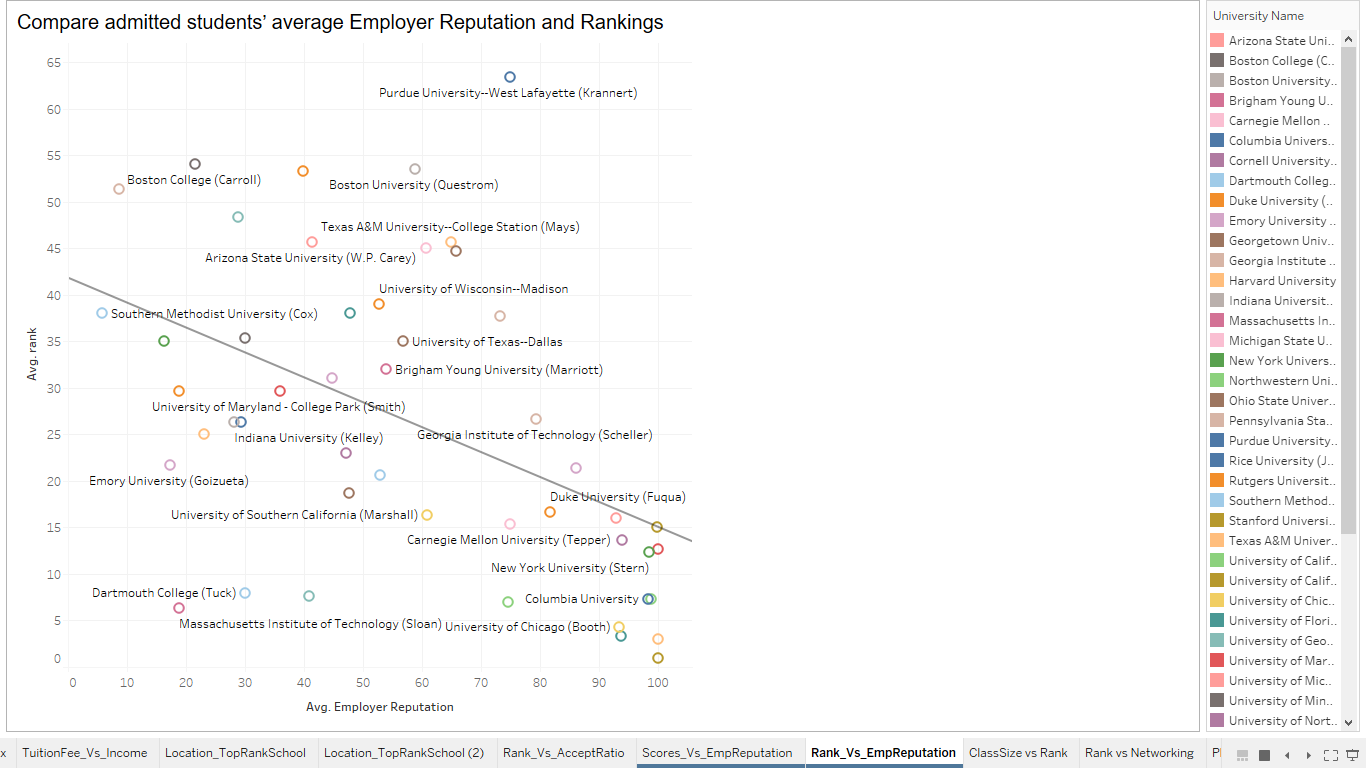 Compare admitted students’ average Employer Reputation and Rankings
65
60
55
50
45
40
35
30
25
20
15
10
5
0
Avg. rank
Purdue University--West Lafayette (Krannert)
Boston College (Carroll)
Boston University (Questrom)
Texas A&M University--College Station (Mays)
Arizona State University (W.P. Carey)
University of Wisconsin--Madison
Southern Methodist University (Cox)
University of Texas--Dallas
Brigham Young University (Marriott)
University of Maryland - College Park (Smith)
Georgia Institute of Technology (Scheller)
Indiana University (Kelley)
Emory University (Goizueta)
Duke University (Fuqua)
University of Southern California (Marshall)
Carnegie Mellon University (Tepper)
New York University (Stern)
Dartmouth College (Tuck)
Columbia University
Massachusetts Institute of Technology (Sloan)
University of Chicago (Booth)
0 10 20 30 40 50 60 70 80 90 100
Avg. Employer Reputation
University Name
Arizona State Uni..
Boston College (C..
Boston University..
Brigham Young U..
Carnegie Mellon ..
Columbia Univers..
Cornell University..
Dartmouth Colleg..
Duke University (..
Emory University ..
Georgetown Univ..
Georgia Institute ..
Harvard University
Indiana Universit..
Massachusetts In..
Michigan State U..
New York Univers..
Northwestern Uni..
Ohio State Univer..
Pennsylvania Sta..
Purdue University..
Rice University (J..
Rutgers Universit..
Southern Method..
Stanford Universi..
Texas A&M Univer..
University of Calif..
University of Calif..
University of Chic..
University of Flori..
University of Geo..
University of Mar..
University of Mic..
University of Min..
University of Nort..
x TuitionFee_Vs_Income Location_TopRankSchool Location_TopRankSchool (2) Rank_Vs_AcceptRatio Scores_Vs_EmpReputation Rank_Vs_EmpReputation ClassSize vs Rank Rank vs Networking